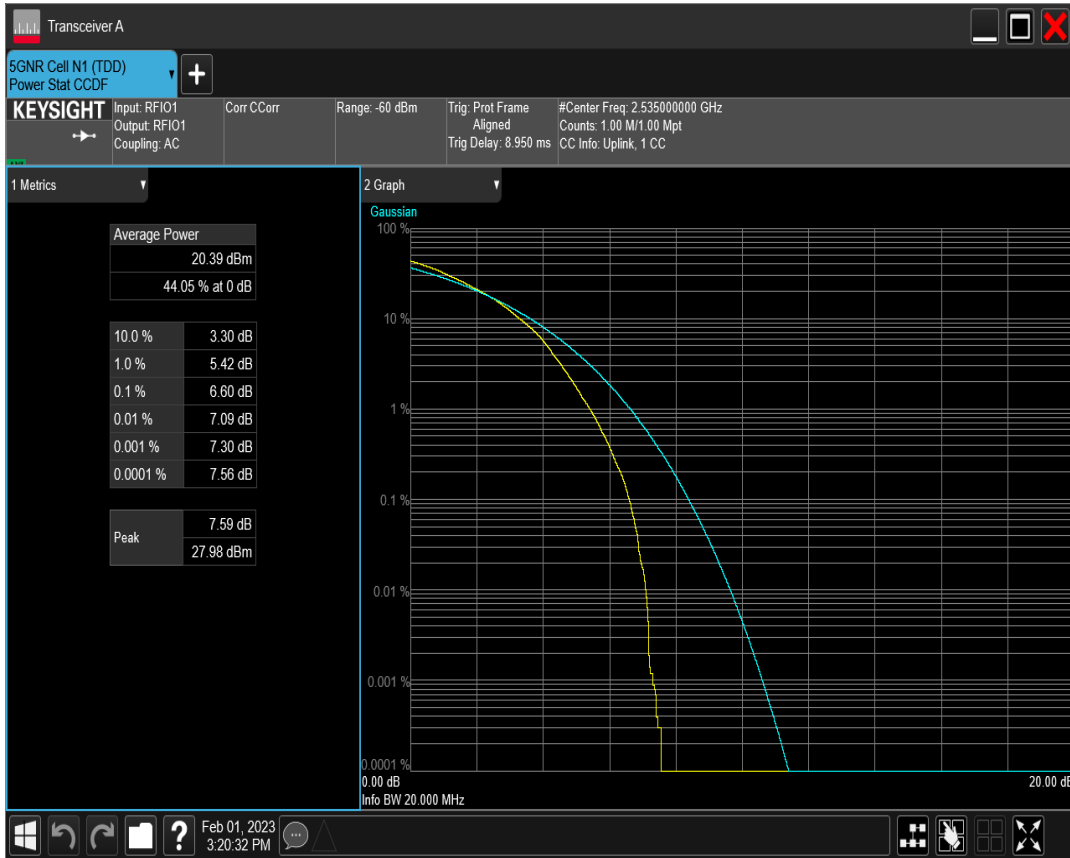 Transceiver A
5GNR Cell N1 (TDD)
Power Stat CCDF
KEYSIGHT
Input: RFIO1
Output: RFIO1
Coupling: AC
Corr CCorr
Range: -60 dBm
Trig: Prot Frame
Aligned
Trig Delay: 8.950 ms
#Center Freq: 2.535000000 GHz
Counts: 1.00 M/1.00 Mpt
CC Info: Uplink, 1 CC
1 Metrics
Average Power
20.39 dBm
44.05 % at 0 dB
10.0 % 3.30 dB
1.0 % 5.42 dB
0.1 % 6.60 dB
0.01 % 7.09 dB
0.001 % 7.30 dB
0.0001 % 7.56 dB
Peak
7.59 dB
27.98 dBm
2 Graph
Gaussian
100 %
10 %
1 %
0.1 %
0.01 %
0.001 %
0.0001 %
0.00 dB
20.00 dB
Info BW 20.000 MHz
Feb 01, 2023
3:20:32 PM